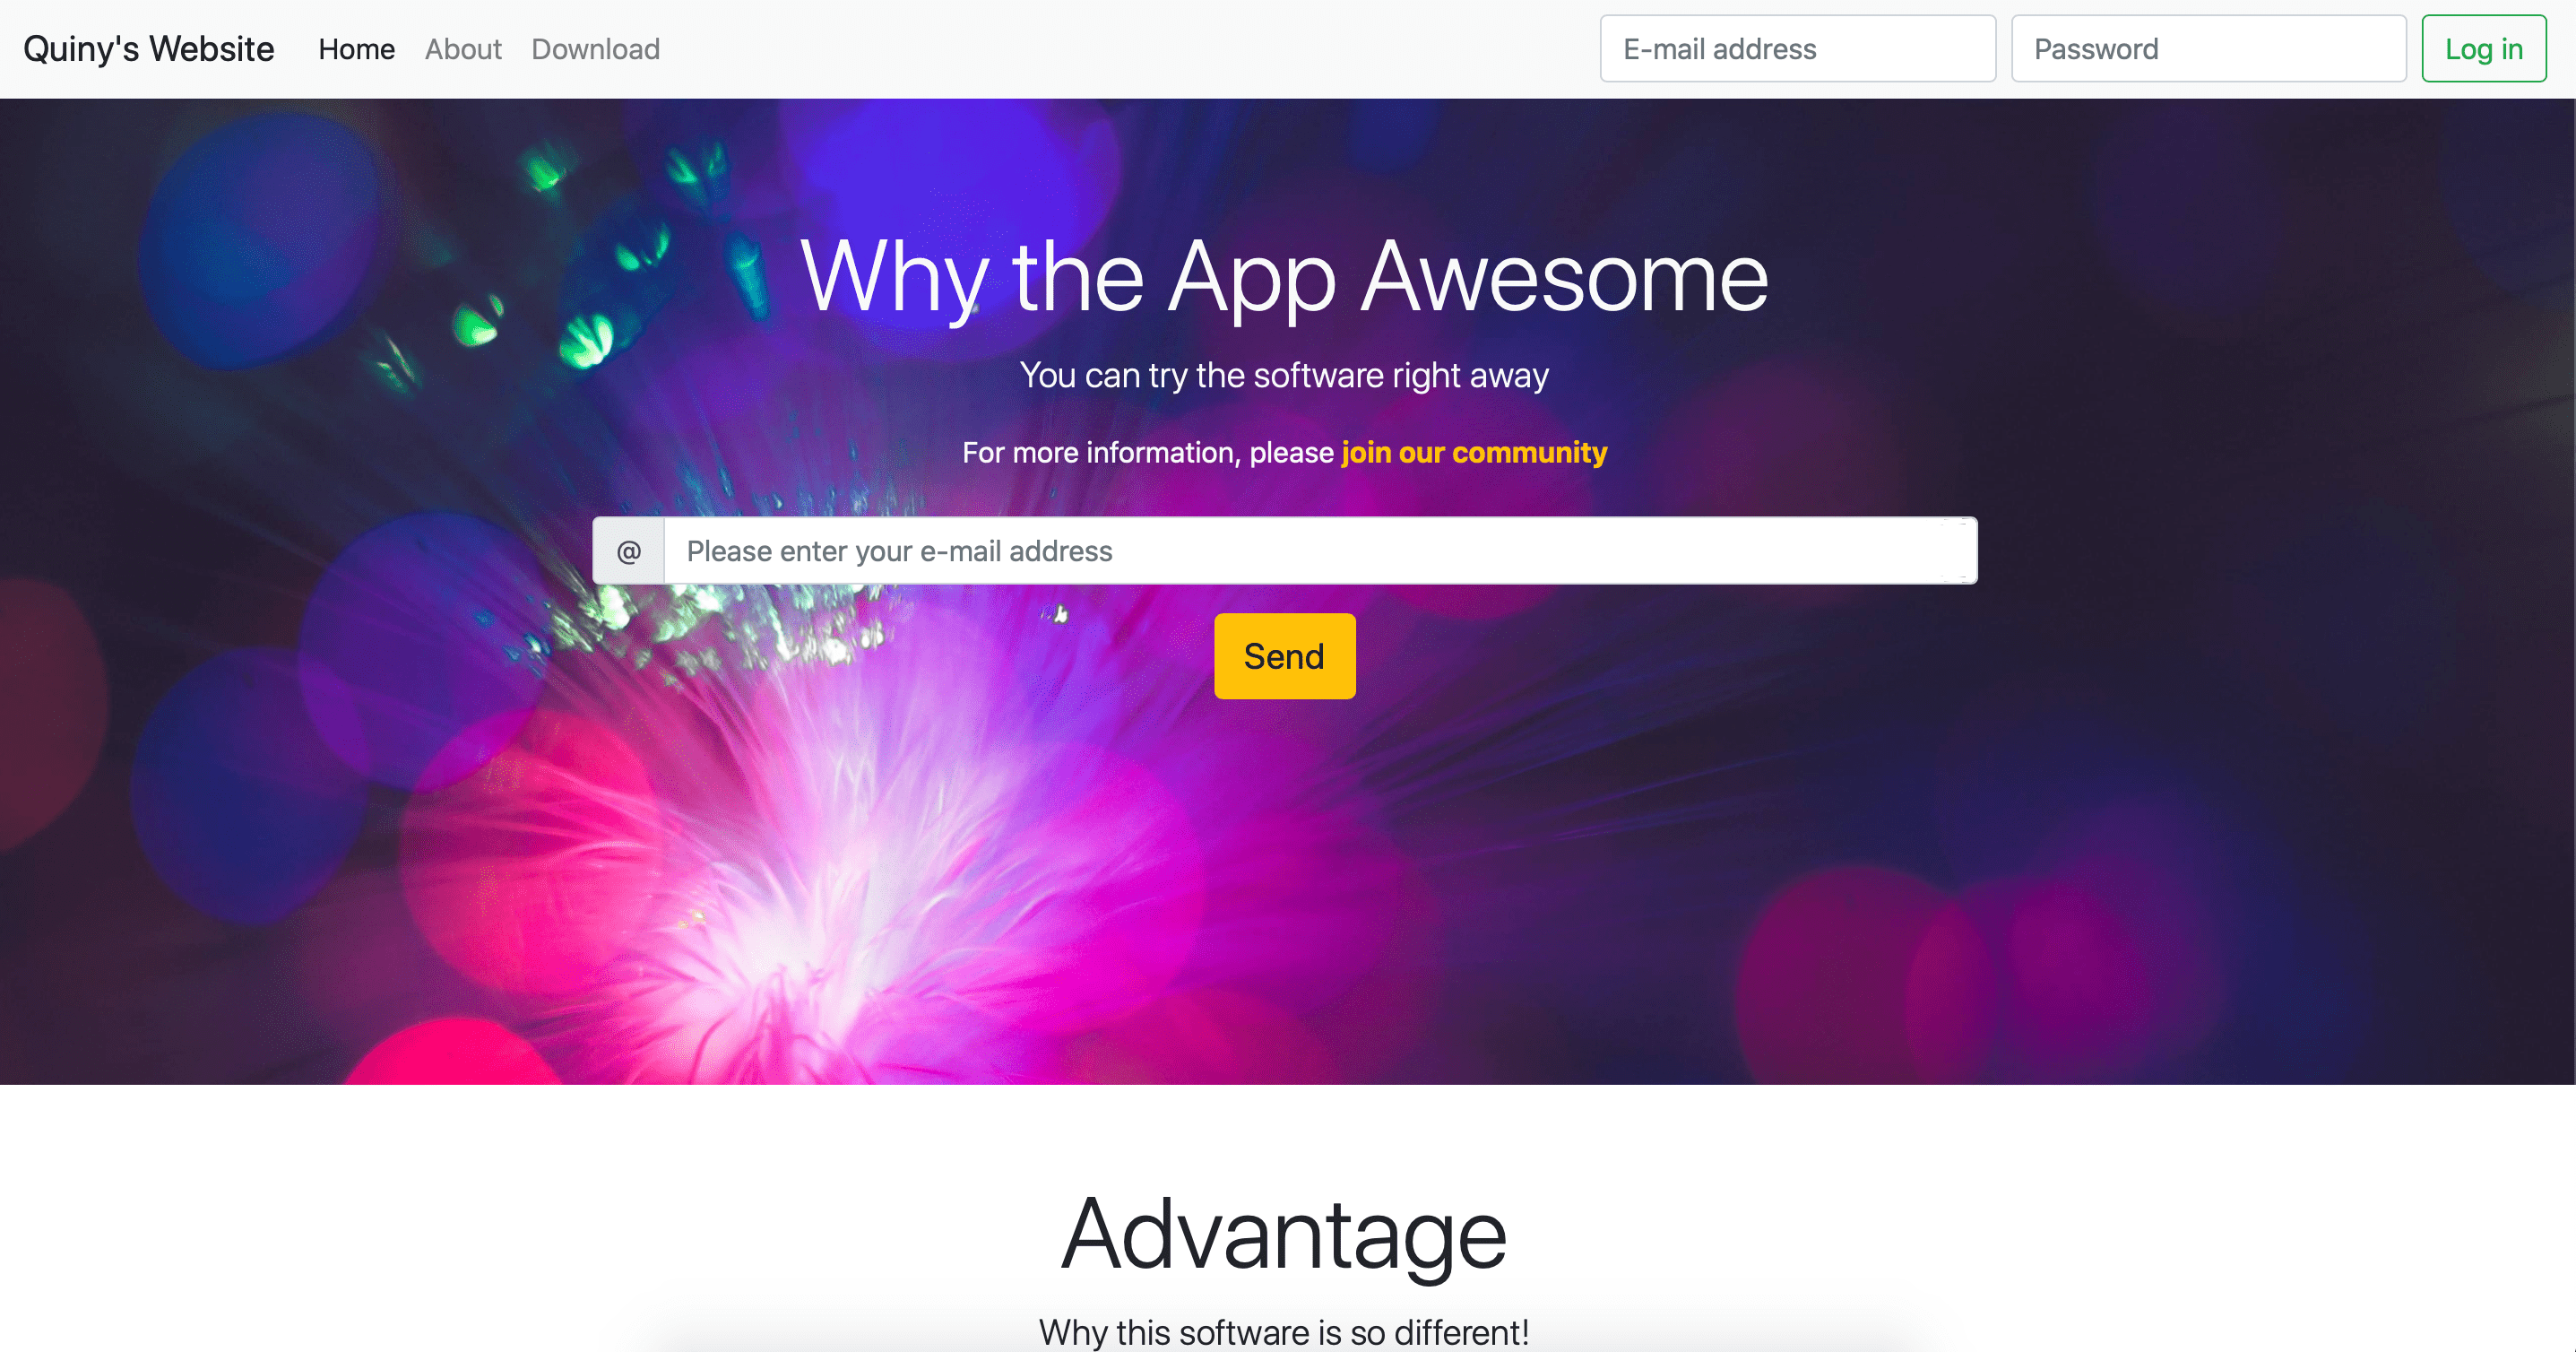 Quiny's Website Home About Download E-mail address Password Log in
Why the App Awesome
You can try the software right away
For more information, please join our community
@ Please enter your e-mail address
Send
Advantage
Why this software is so different!